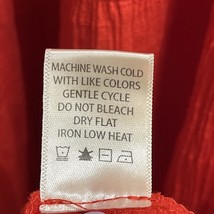 MACHINE WASH COLD
WITH LIKE COLORS
GENTLE CYCLE
DO NOT BLEACH
DRY FLAT
IRON LOW HEAT